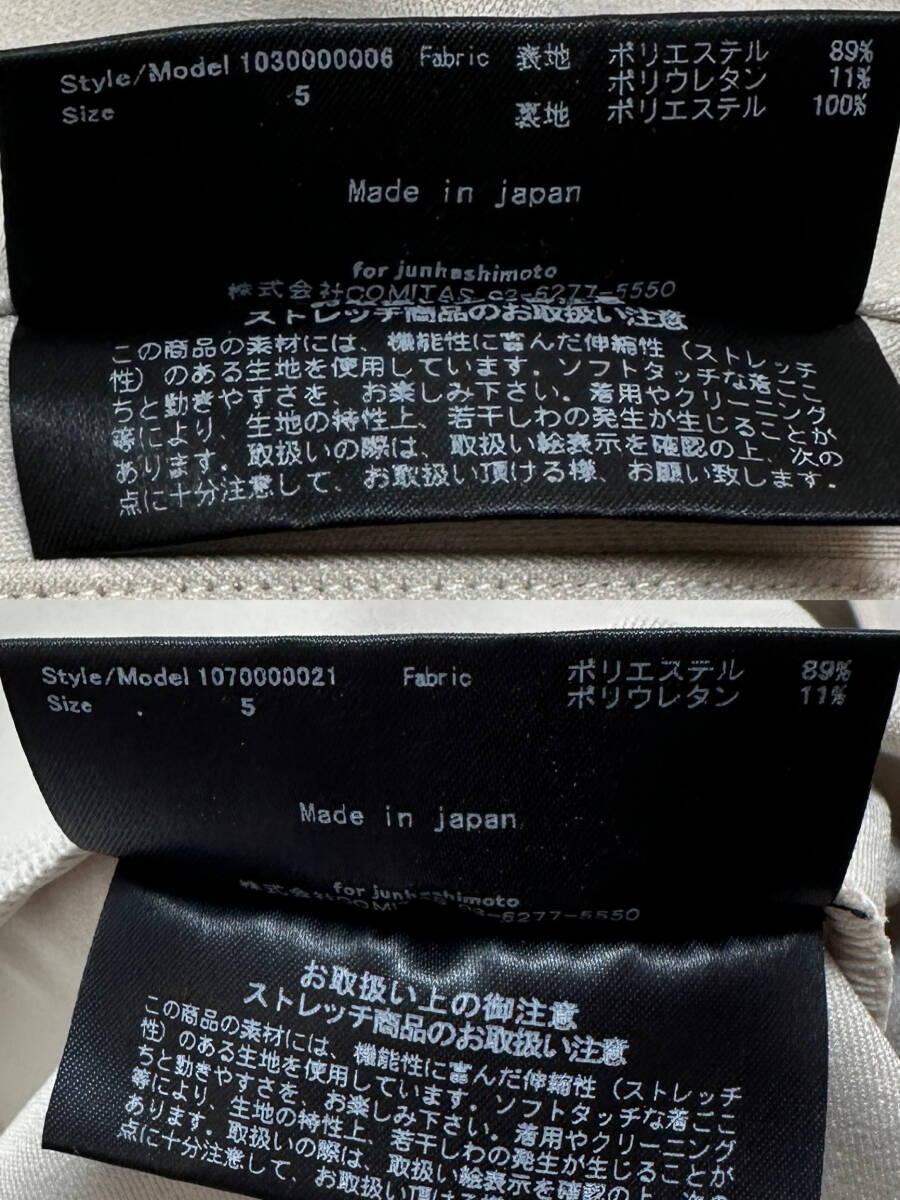 Style/Model 1030000006 Fabric 表地 ポリエステル 89%
ポリウレタン 11%
Size 5 裏地 ポリエステル 100%
Made in japan
for junhashimoto
株式会社COMITAS 03-6277-5550
ストレッチ商品のお取扱い注意
この商品の素材には、機能性に富んだ伸縮性（ストレッチ
性）のある生地を使用しています。ソフトタッチな着ここ
ちと動きやすさを、お楽しみ下さい。着用やクリーニング
等により、生地の特性上、若干しわの発生が生じることが
あります。取扱いの際は、取扱い絵表示を確認の上、次の
点に十分注意して、お取扱い頂ける様、お願い致します。
Style/Model 1070000021 Fabric ポリエステル 89%
Size 5 ポリウレタン 11%
Made in japan
for junhashimoto
株式会社COMITAS 03-6277-5550
お取扱い上の御注意
ストレッチ商品のお取扱い注意
この商品の素材には、機能性に富んだ伸縮性（ストレッチ
性）のある生地を使用しています。ソフトタッチな着ここ
ちと動きやすさを、お楽しみ下さい。着用やクリーニング
等により、生地の特性上、若干しわの発生が生じることが
あります。取扱いの際は、取扱い絵表示を確認の上、次の
点に十分注意して、お取扱い頂ける様